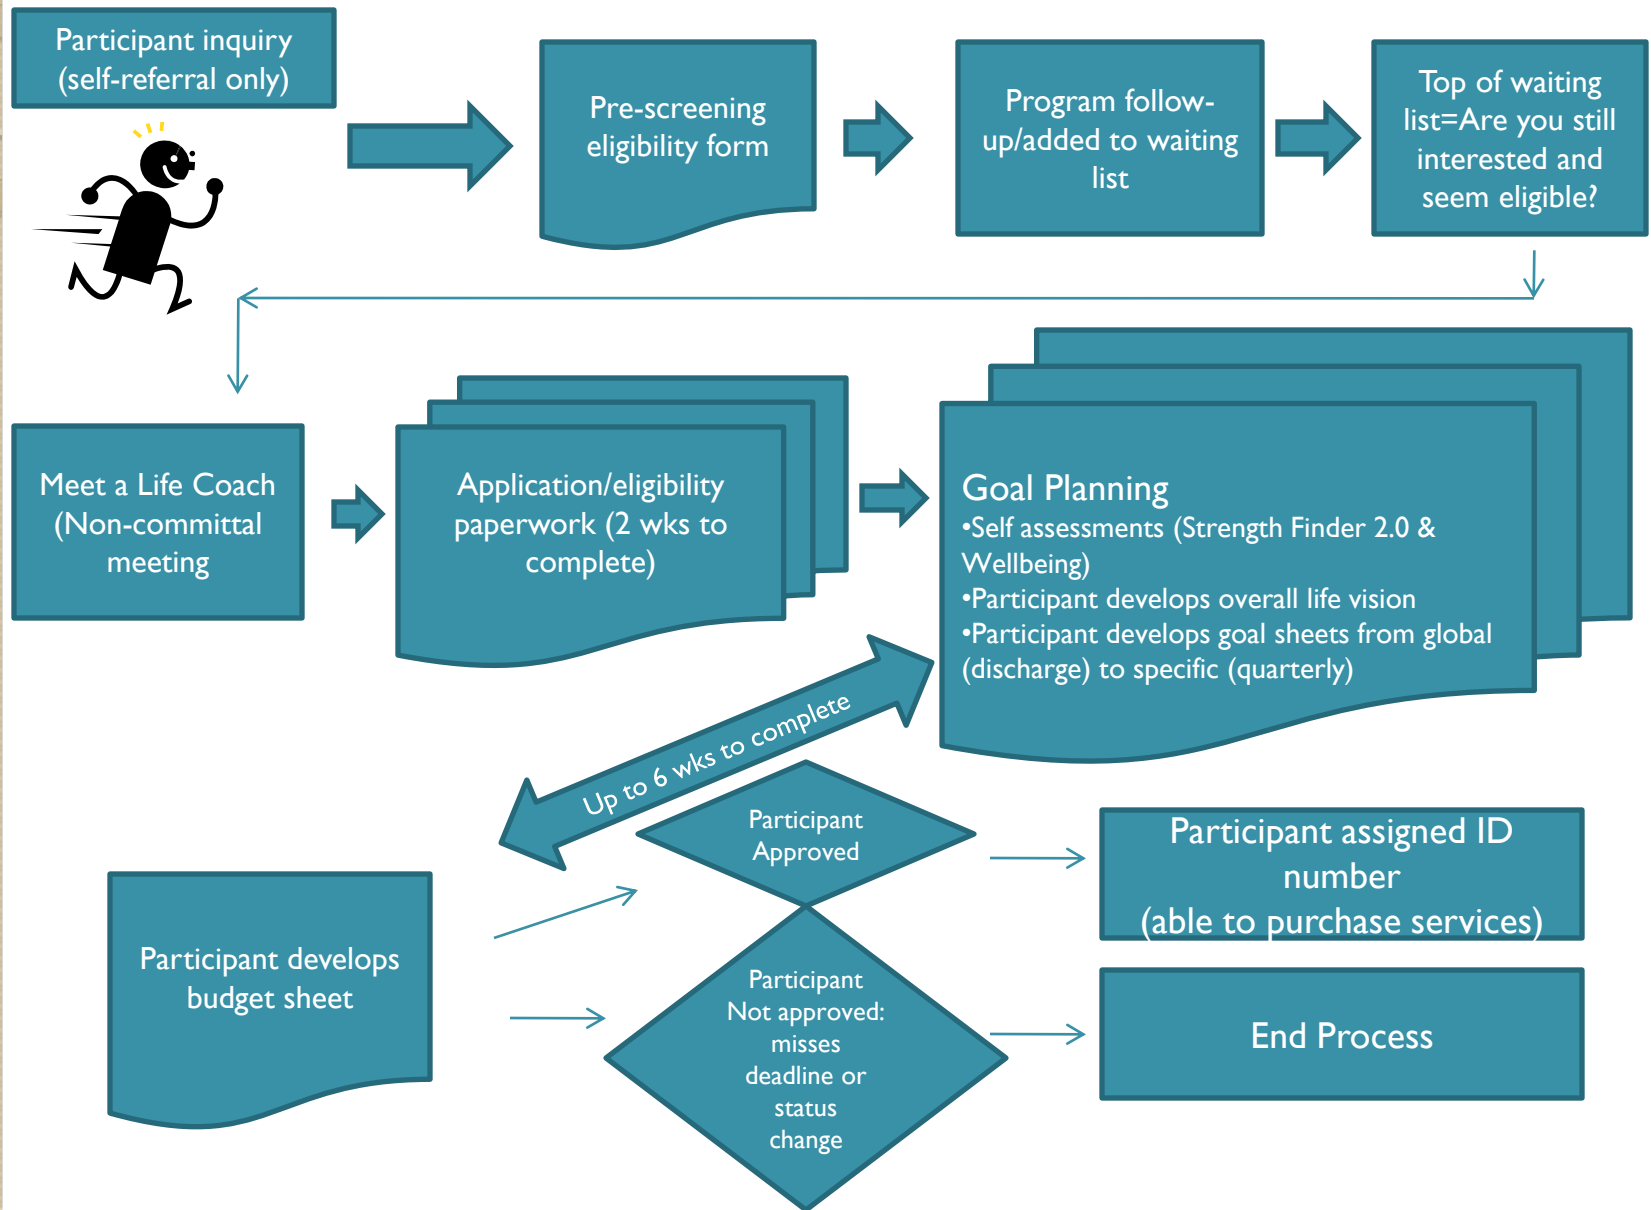 Participant inquiry
(self-referral only)
Pre-screening
eligibility form
Program follow-
up/added to waiting
list
Top of waiting
list=Are you still
interested and
seem eligible?
Meet a Life Coach
(Non-committal
meeting
Application/eligibility
paperwork (2 wks to
complete)
Goal Planning
•Self assessments (Strength Finder 2.0 &
Wellbeing)
•Participant develops overall life vision
•Participant develops goal sheets from global
(discharge) to specific (quarterly)
Up to 6 wks to complete
Participant develops
budget sheet
Participant
Approved
Participant assigned ID
number
(able to purchase services)
Participant
Not approved:
misses
deadline or
status
change
End Process